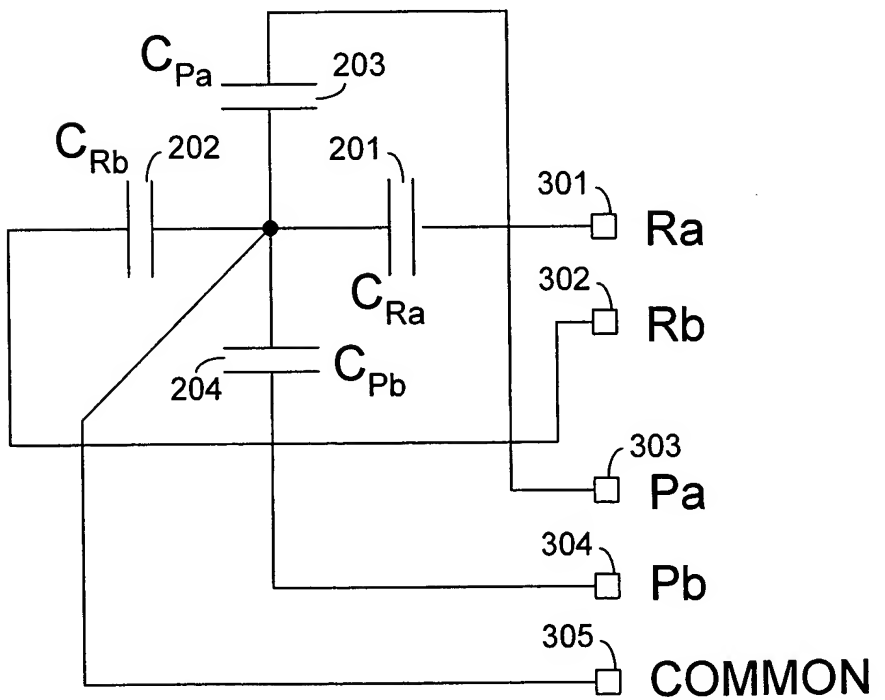 C_Pa
203
C_Rb
202
201
301
Ra
C_Ra
302
Rb
204
C_Pb
303
Pa
304
Pb
305
COMMON